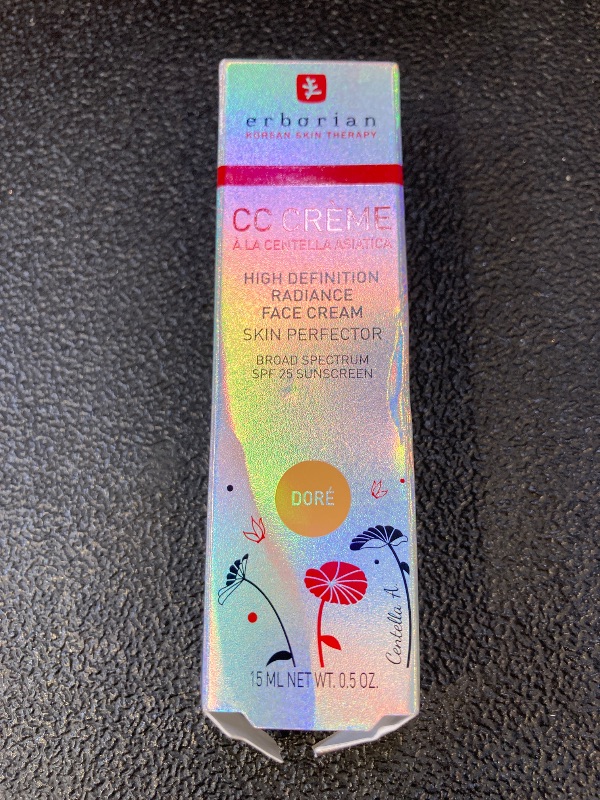 erborian
KOREAN SKIN THERAPY
CC CRÈME
À LA CENTELLA ASIATICA
HIGH DEFINITION
RADIANCE
FACE CREAM
SKIN PERFECTOR
BROAD SPECTRUM
SPF 25 SUNSCREEN
DORÉ
Centella A.
15 ML NET WT. 0.5 OZ.